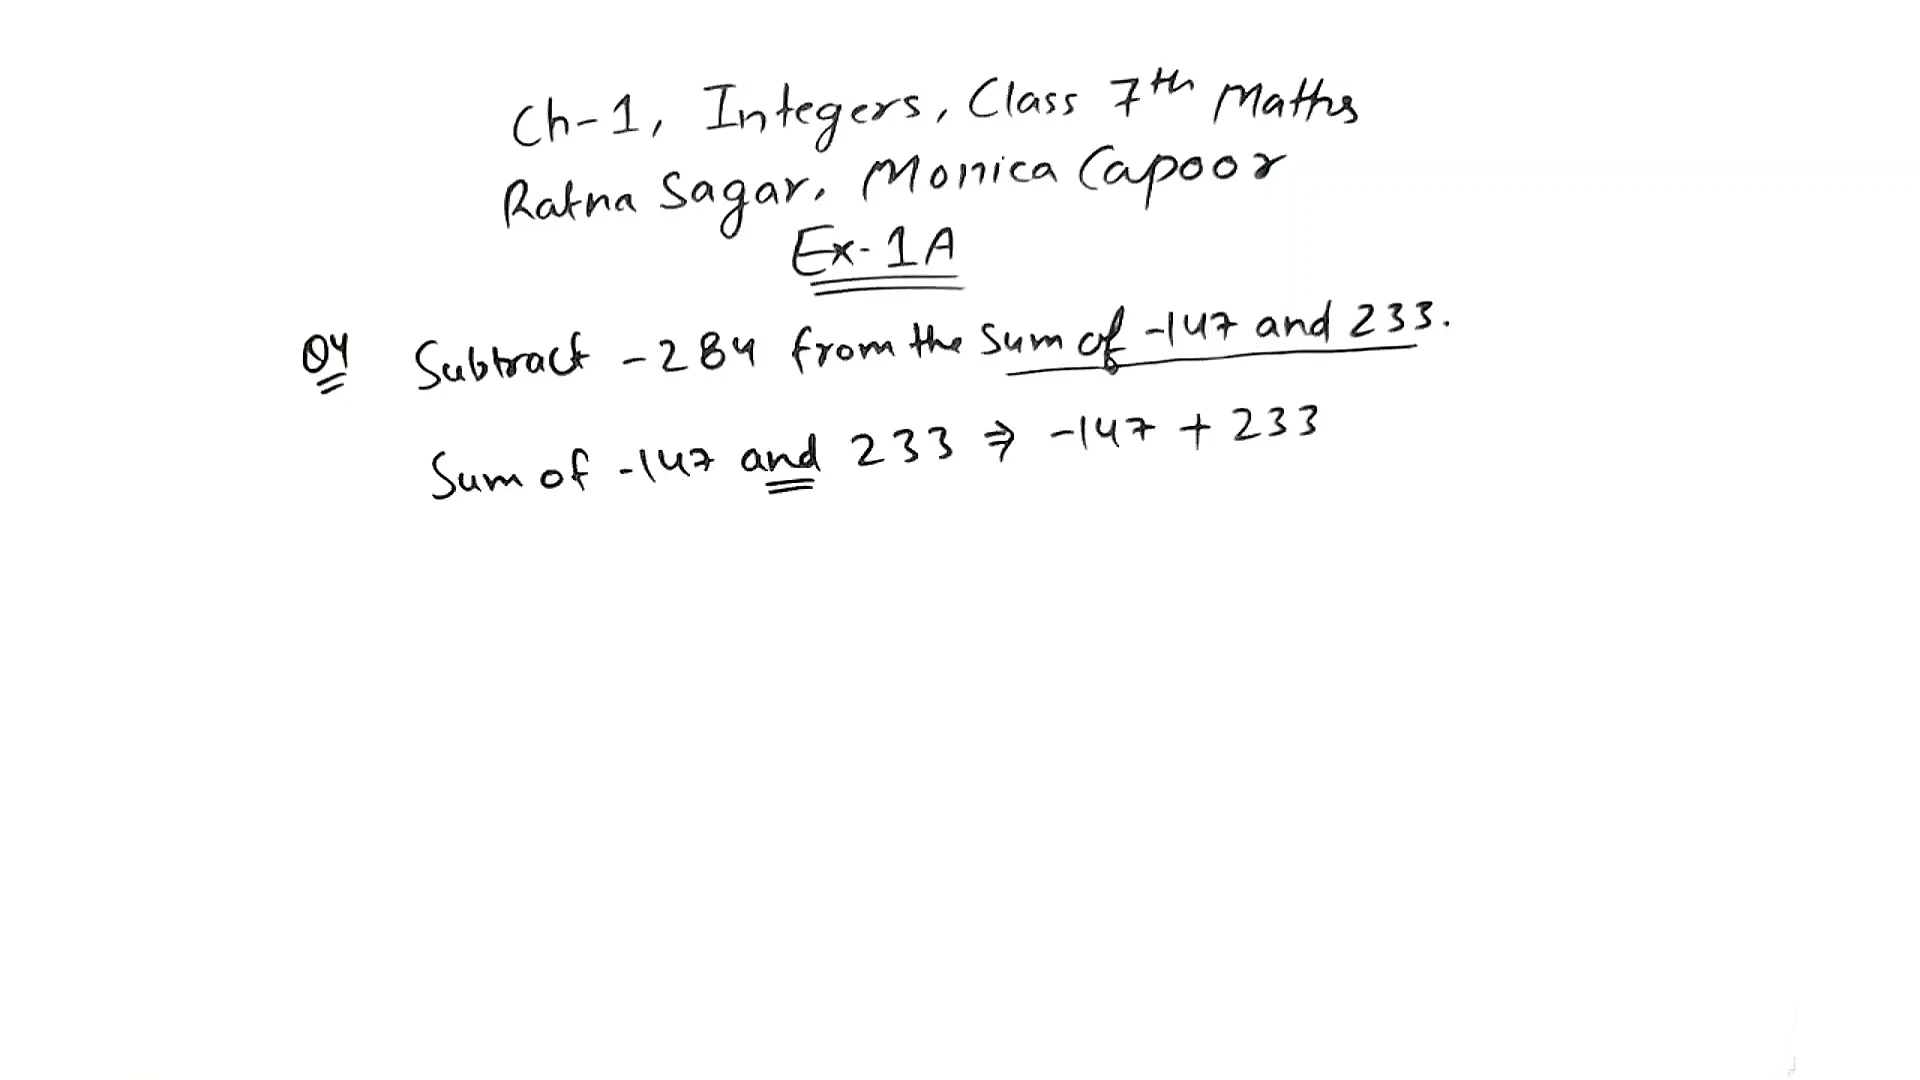 Ch-1, Integers, Class 7th Maths
Ratna Sagar, Monica Capoor
Ex-1A
Q4 Subtract -284 from the sum of -147 and 233.
Sum of -147 and 233 ⇒ -147 + 233